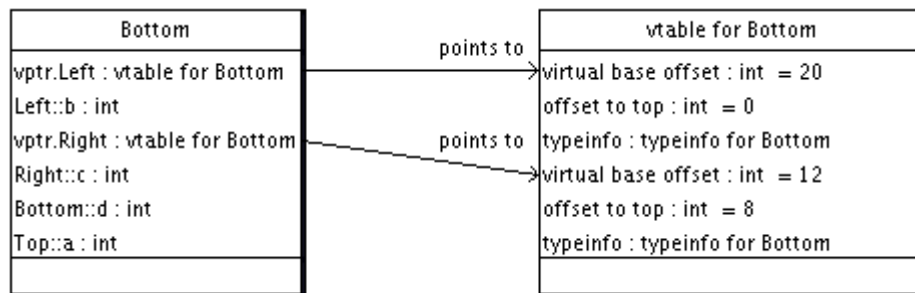 Bottom
vptr.Left : vtable for Bottom
Left::b : int
vptr.Right : vtable for Bottom
Right::c : int
Bottom::d : int
Top::a : int
points to
points to
vtable for Bottom
virtual base offset : int = 20
offset to top : int = 0
typeinfo : typeinfo for Bottom
virtual base offset : int = 12
offset to top : int = 8
typeinfo : typeinfo for Bottom